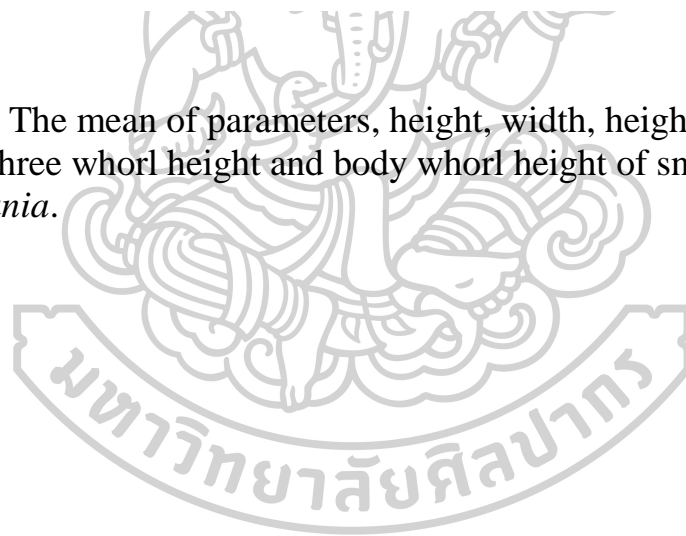 The mean of parameters, height, width, heigh
hree whorl height and body whorl height of sn
nia.
มหาวิทยาลัยศิลปากร